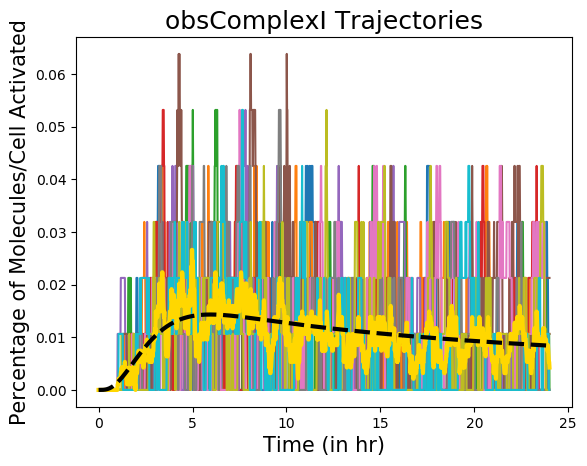 obsComplexI Trajectories
Percentage of Molecules/Cell Activated
0.06
0.05
0.04
0.03
0.02
0.01
0.00
0 5 10 15 20 25
Time (in hr)